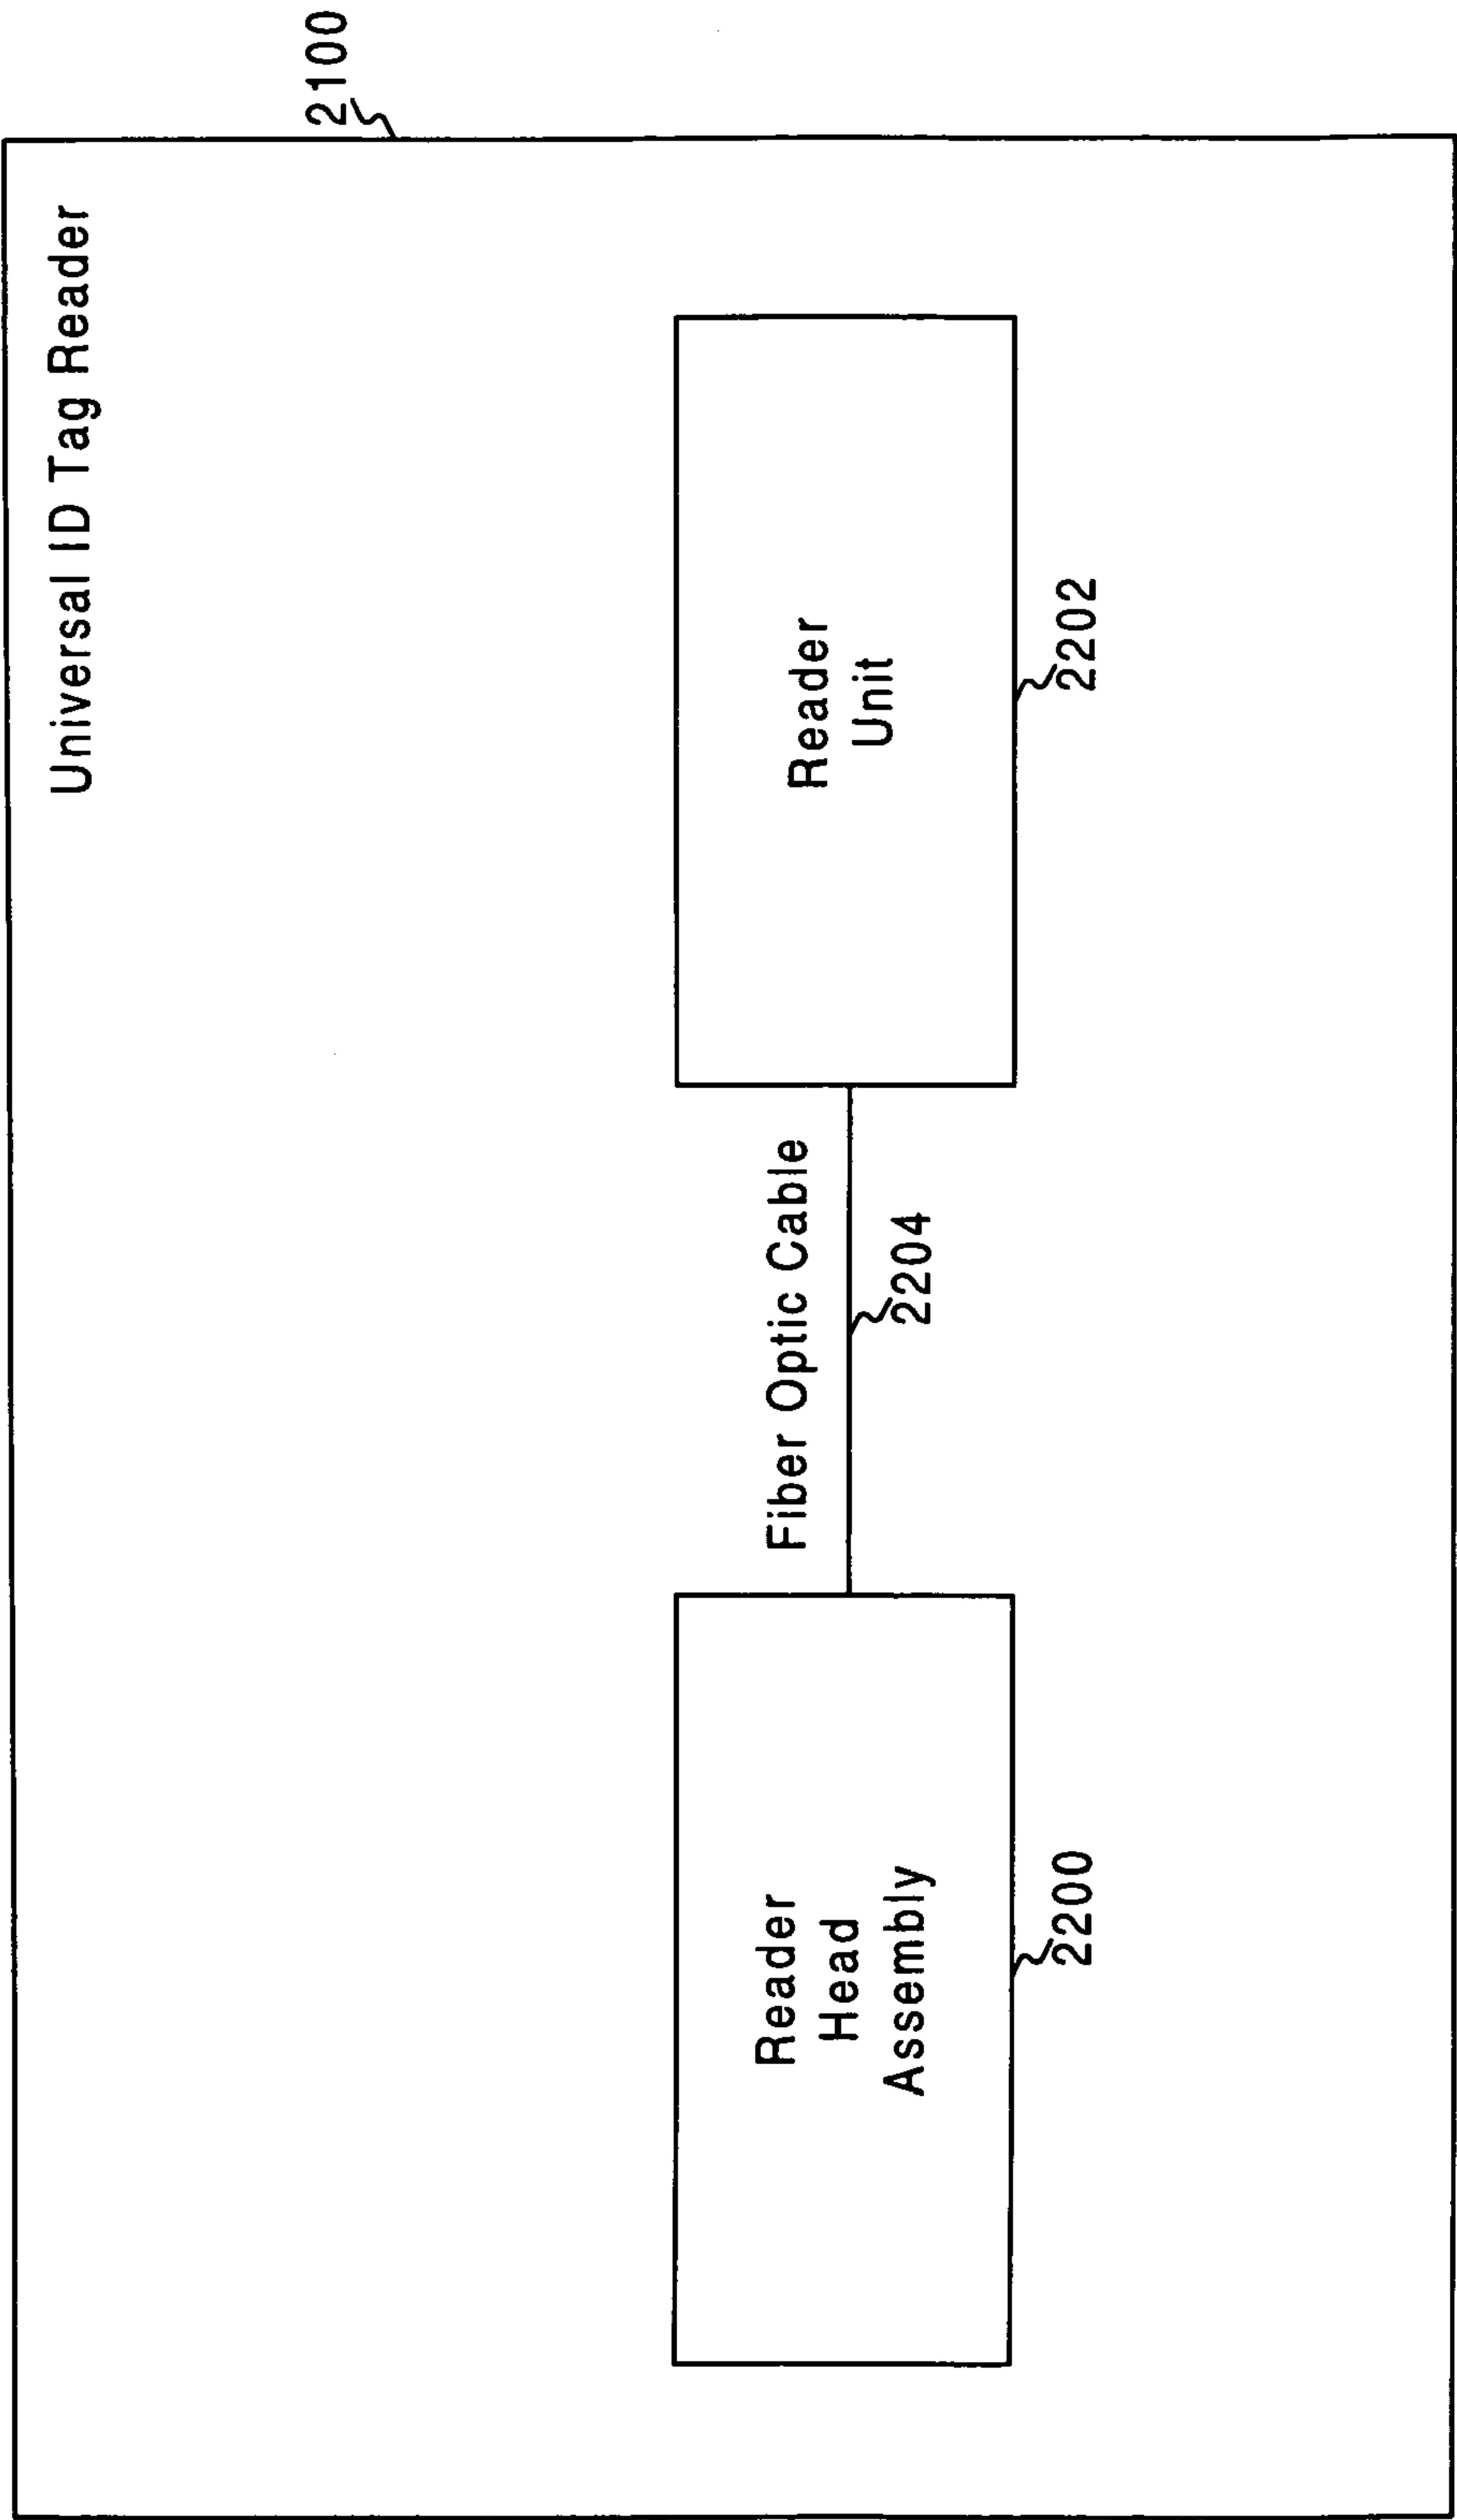 2100
Universal ID Tag Reader
Reader
Head
Assembly
2200
Fiber Optic Cable
2204
Reader
Unit
2202